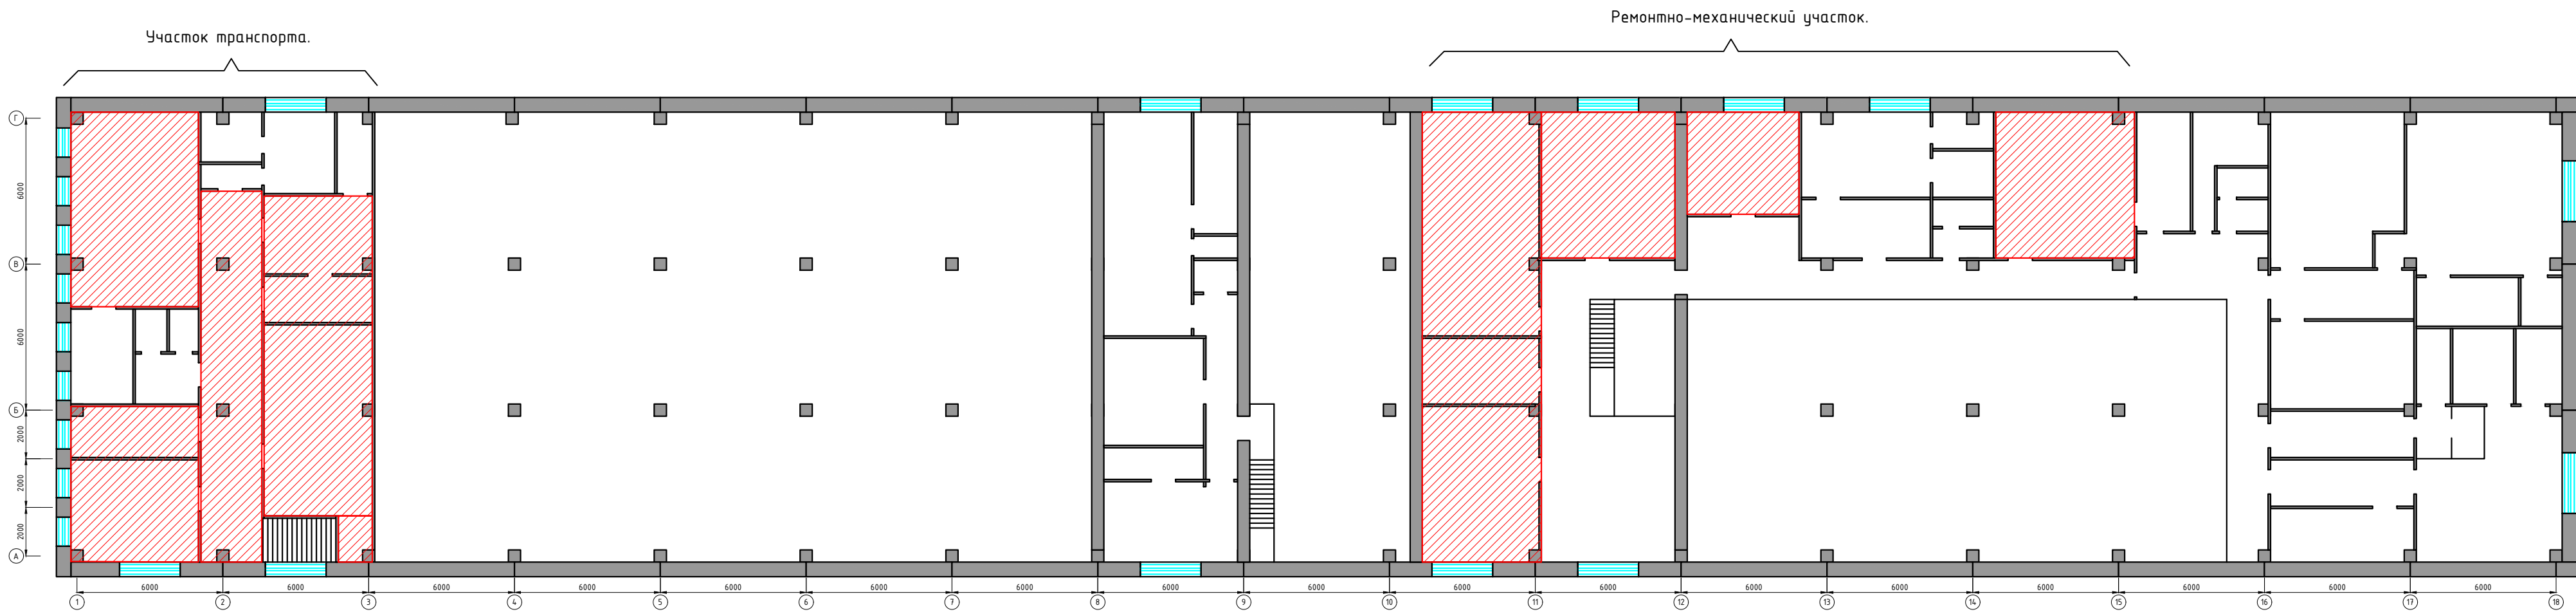 Ремонтно-механический участок.
Участок транспорта.
Г
6000
В
6000
Б
2000
2000
2000
А
6000 6000 6000 6000 6000 6000 6000 6000 6000 6000 6000 6000 6000 6000 6000 6000 6000
1 2 3 4 5 6 7 8 9 10 11 12 13 14 15 16 17 18